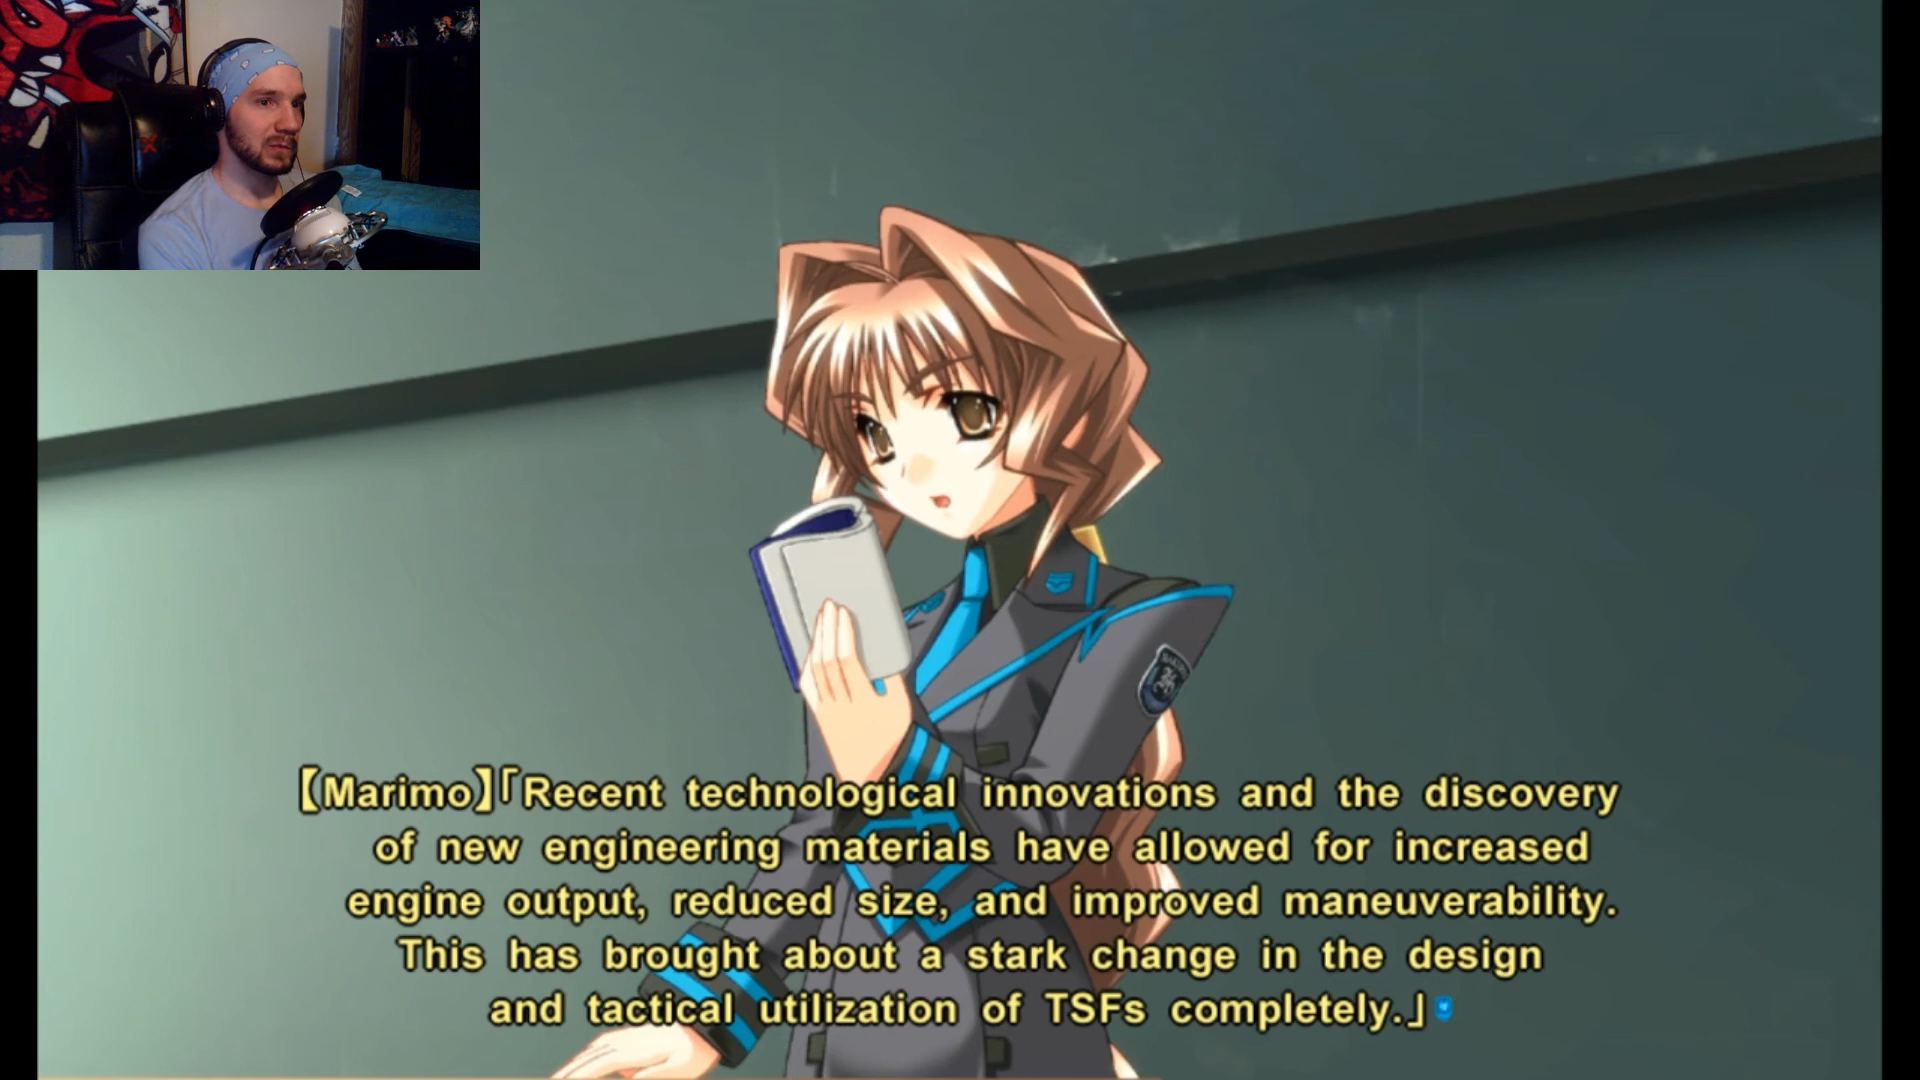 【Marimo】「Recent technological innovations and the discovery
of new engineering materials have allowed for increased
engine output, reduced size, and improved maneuverability.
This has brought about a stark change in the design
and tactical utilization of TSFs completely.」